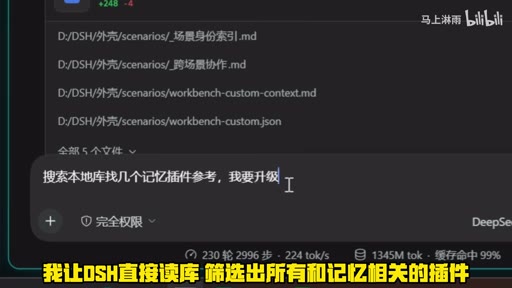 +248 -4
马上淋雨 bilibili
D:/DSH/外壳/scenarios/_场景身份索引.md
D:/DSH/外壳/scenarios/_跨场景协作.md
D:/DSH/外壳/scenarios/workbench-custom-context.md
D:/DSH/外壳/scenarios/workbench-custom.json
全部 5 个文件
搜索本地库找几个记忆插件参考，我要升级
完全权限
DeepSee
230 轮 2996 步 · 224 tok/s
1345M tok · 缓存命中 99%
我让DSH直接读库 筛选出所有和记忆相关的插件